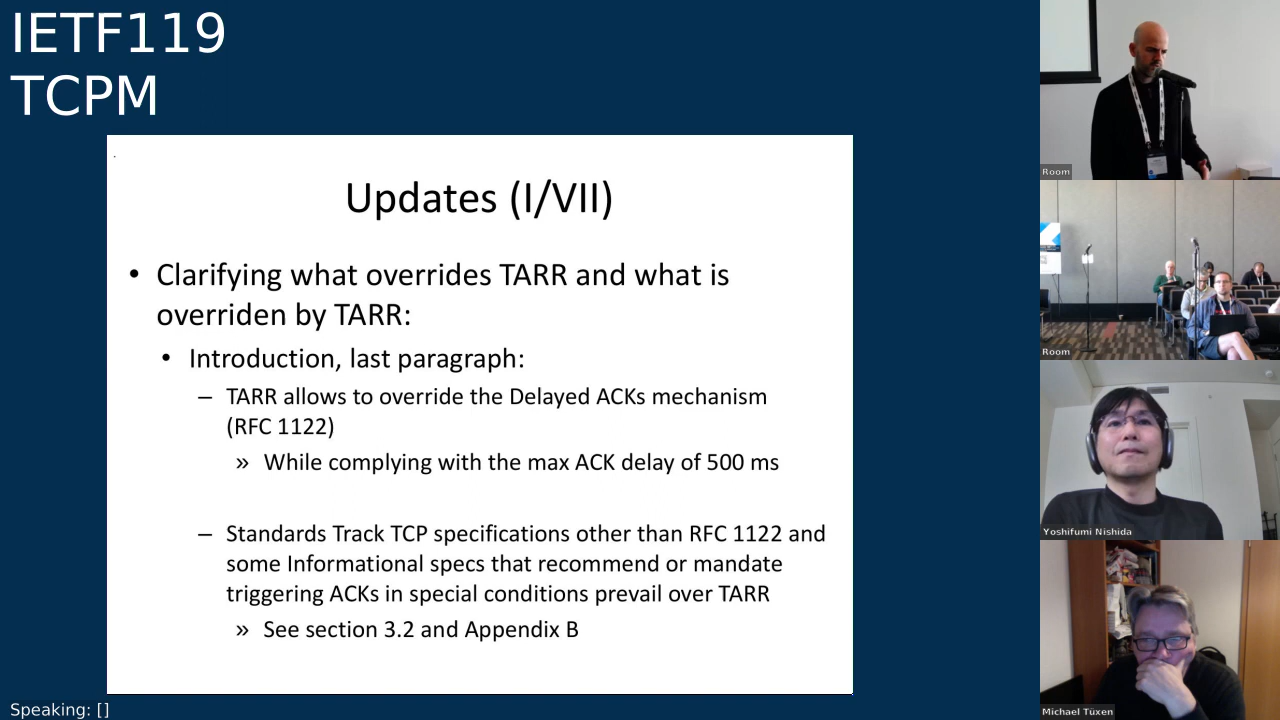 IETF119
TCPM
Updates (I/VII)
• Clarifying what overrides TARR and what is
overriden by TARR:
• Introduction, last paragraph:
– TARR allows to override the Delayed ACKs mechanism
(RFC 1122)
» While complying with the max ACK delay of 500 ms
– Standards Track TCP specifications other than RFC 1122 and
some Informational specs that recommend or mandate
triggering ACKs in special conditions prevail over TARR
» See section 3.2 and Appendix B
Speaking: []
Room
Room
Yoshifumi Nishida
Michael Tüxen